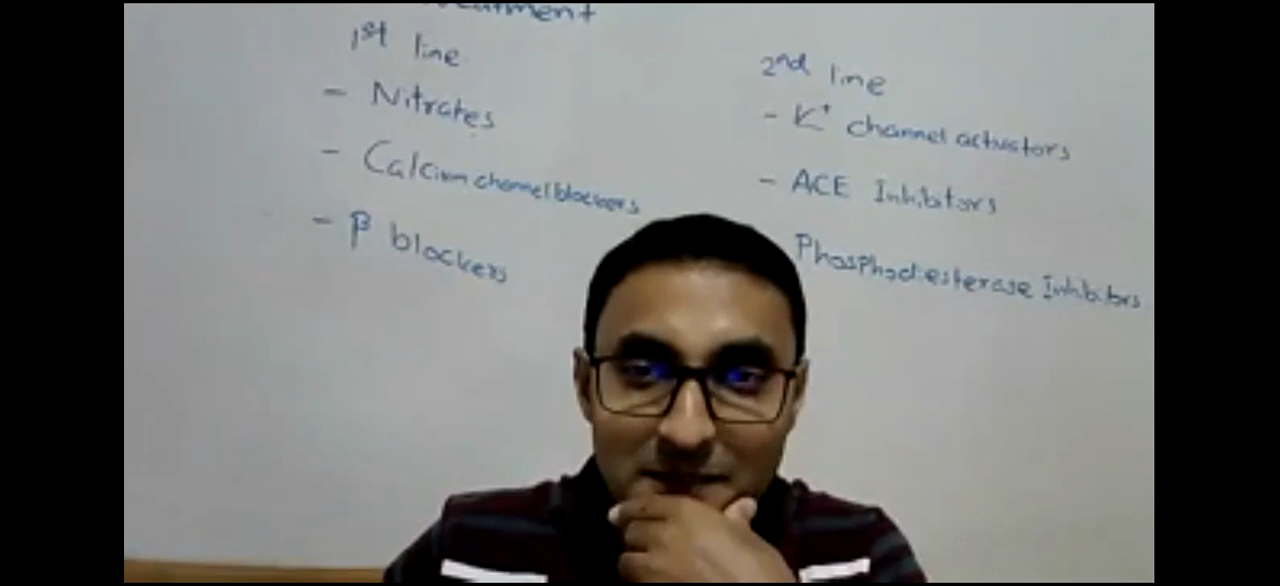 1st line
- Nitrates
- Calcium channel blockers
- β blockers
2nd line
- K+ channel activators
- ACE Inhibitors
Phosphodiesterase Inhibitors